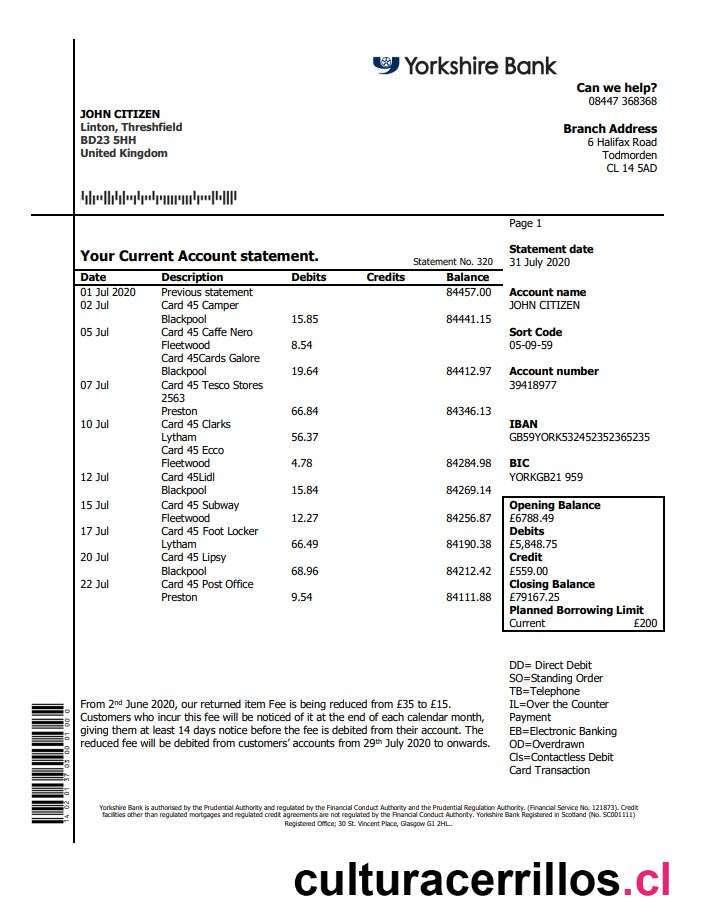 Yorkshire Bank
Can we help?
08447 368368
JOHN CITIZEN
Linton, Threshfield
BD23 5HH
United Kingdom
Branch Address
6 Halifax Road
Todmorden
CL 14 5AD
Page 1
Your Current Account statement.
Statement No. 320
Statement date
31 July 2020
Date Description Debits Credits Balance
01 Jul 2020 Previous statement 84457.00
02 Jul Card 45 Camper
Blackpool 15.85 84441.15
05 Jul Card 45 Caffe Nero
Fleetwood 8.54
Card 45Cards Galore
Blackpool 19.64 84412.97
07 Jul Card 45 Tesco Stores
2563
Preston 66.84 84346.13
10 Jul Card 45 Clarks
Lytham 56.37
Card 45 Ecco
Fleetwood 4.78 84284.98
12 Jul Card 45Lidl
Blackpool 15.84 84269.14
15 Jul Card 45 Subway
Fleetwood 12.27 84256.87
17 Jul Card 45 Foot Locker
Lytham 66.49 84190.38
20 Jul Card 45 Lipsy
Blackpool 68.96 84212.42
22 Jul Card 45 Post Office
Preston 9.54 84111.88
Account name
JOHN CITIZEN
Sort Code
05-09-59
Account number
39418977
IBAN
GB59YORK532452352365235
BIC
YORKGB21 959
Opening Balance
£6788.49
Debits
£5,848.75
Credit
£559.00
Closing Balance
£79167.25
Planned Borrowing Limit
Current £200
DD= Direct Debit
SO=Standing Order
TB=Telephone
IL=Over the Counter
Payment
EB=Electronic Banking
OD=Overdrawn
Cls=Contactless Debit
Card Transaction
From 2nd June 2020, our returned item Fee is being reduced from £35 to £15.
Customers who incur this fee will be noticed of it at the end of each calendar month,
giving them at least 14 days notice before the fee is debited from their account. The
reduced fee will be debited from customers' accounts from 29th July 2020 to onwards.
14 02 01 37 03 00 01 00 0
Yorkshire Bank is authorised by the Prudential Authority and regulated by the Financial Conduct Authority and the Prudential Regulation Authority. (Financial Service No. 121873). Credit
facilities other than regulated mortgages and regulated credit agreements are not regulated by the Financial Conduct Authority. Yorkshire Bank Registered in Scotland (No. SC001111)
Registered Office; 30 St. Vincent Place, Glasgow G1 2HL..
culturacerrillos.cl